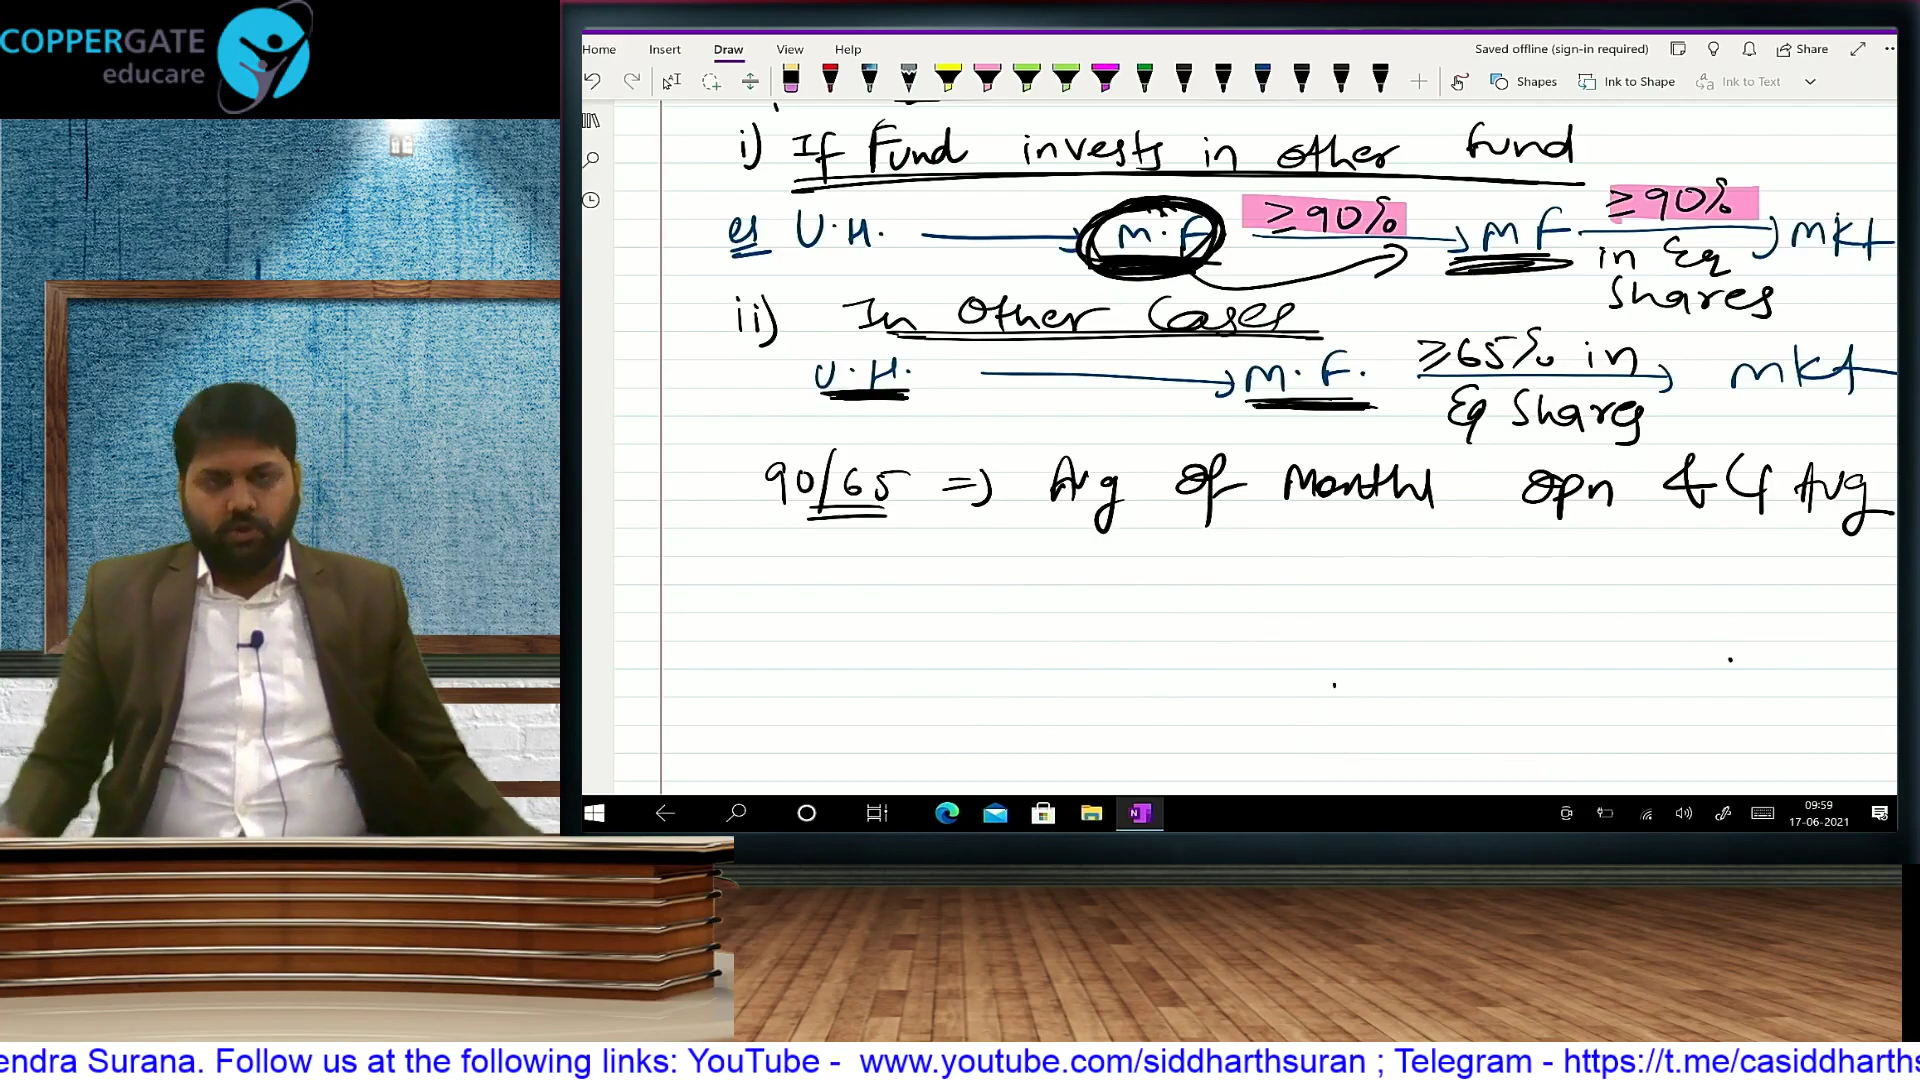 COPPERGATE
educare
Home Insert Draw View Help
Saved offline (sign-in required) Share
Shapes Ink to Shape Ink to Text
i) If Fund invests in other fund
eg U.H. M.F ≥90% MF ≥90% in Eq Shares mkt
ii) In Other Cases
U.H. M.F. ≥65% in Eq Shares mkt
90/65 => Avg of Monthl opn & Cl Avg
09:59
17-06-2021
endra Surana. Follow us at the following links: YouTube - www.youtube.com/siddharthsuran ; Telegram - https://t.me/casiddharths